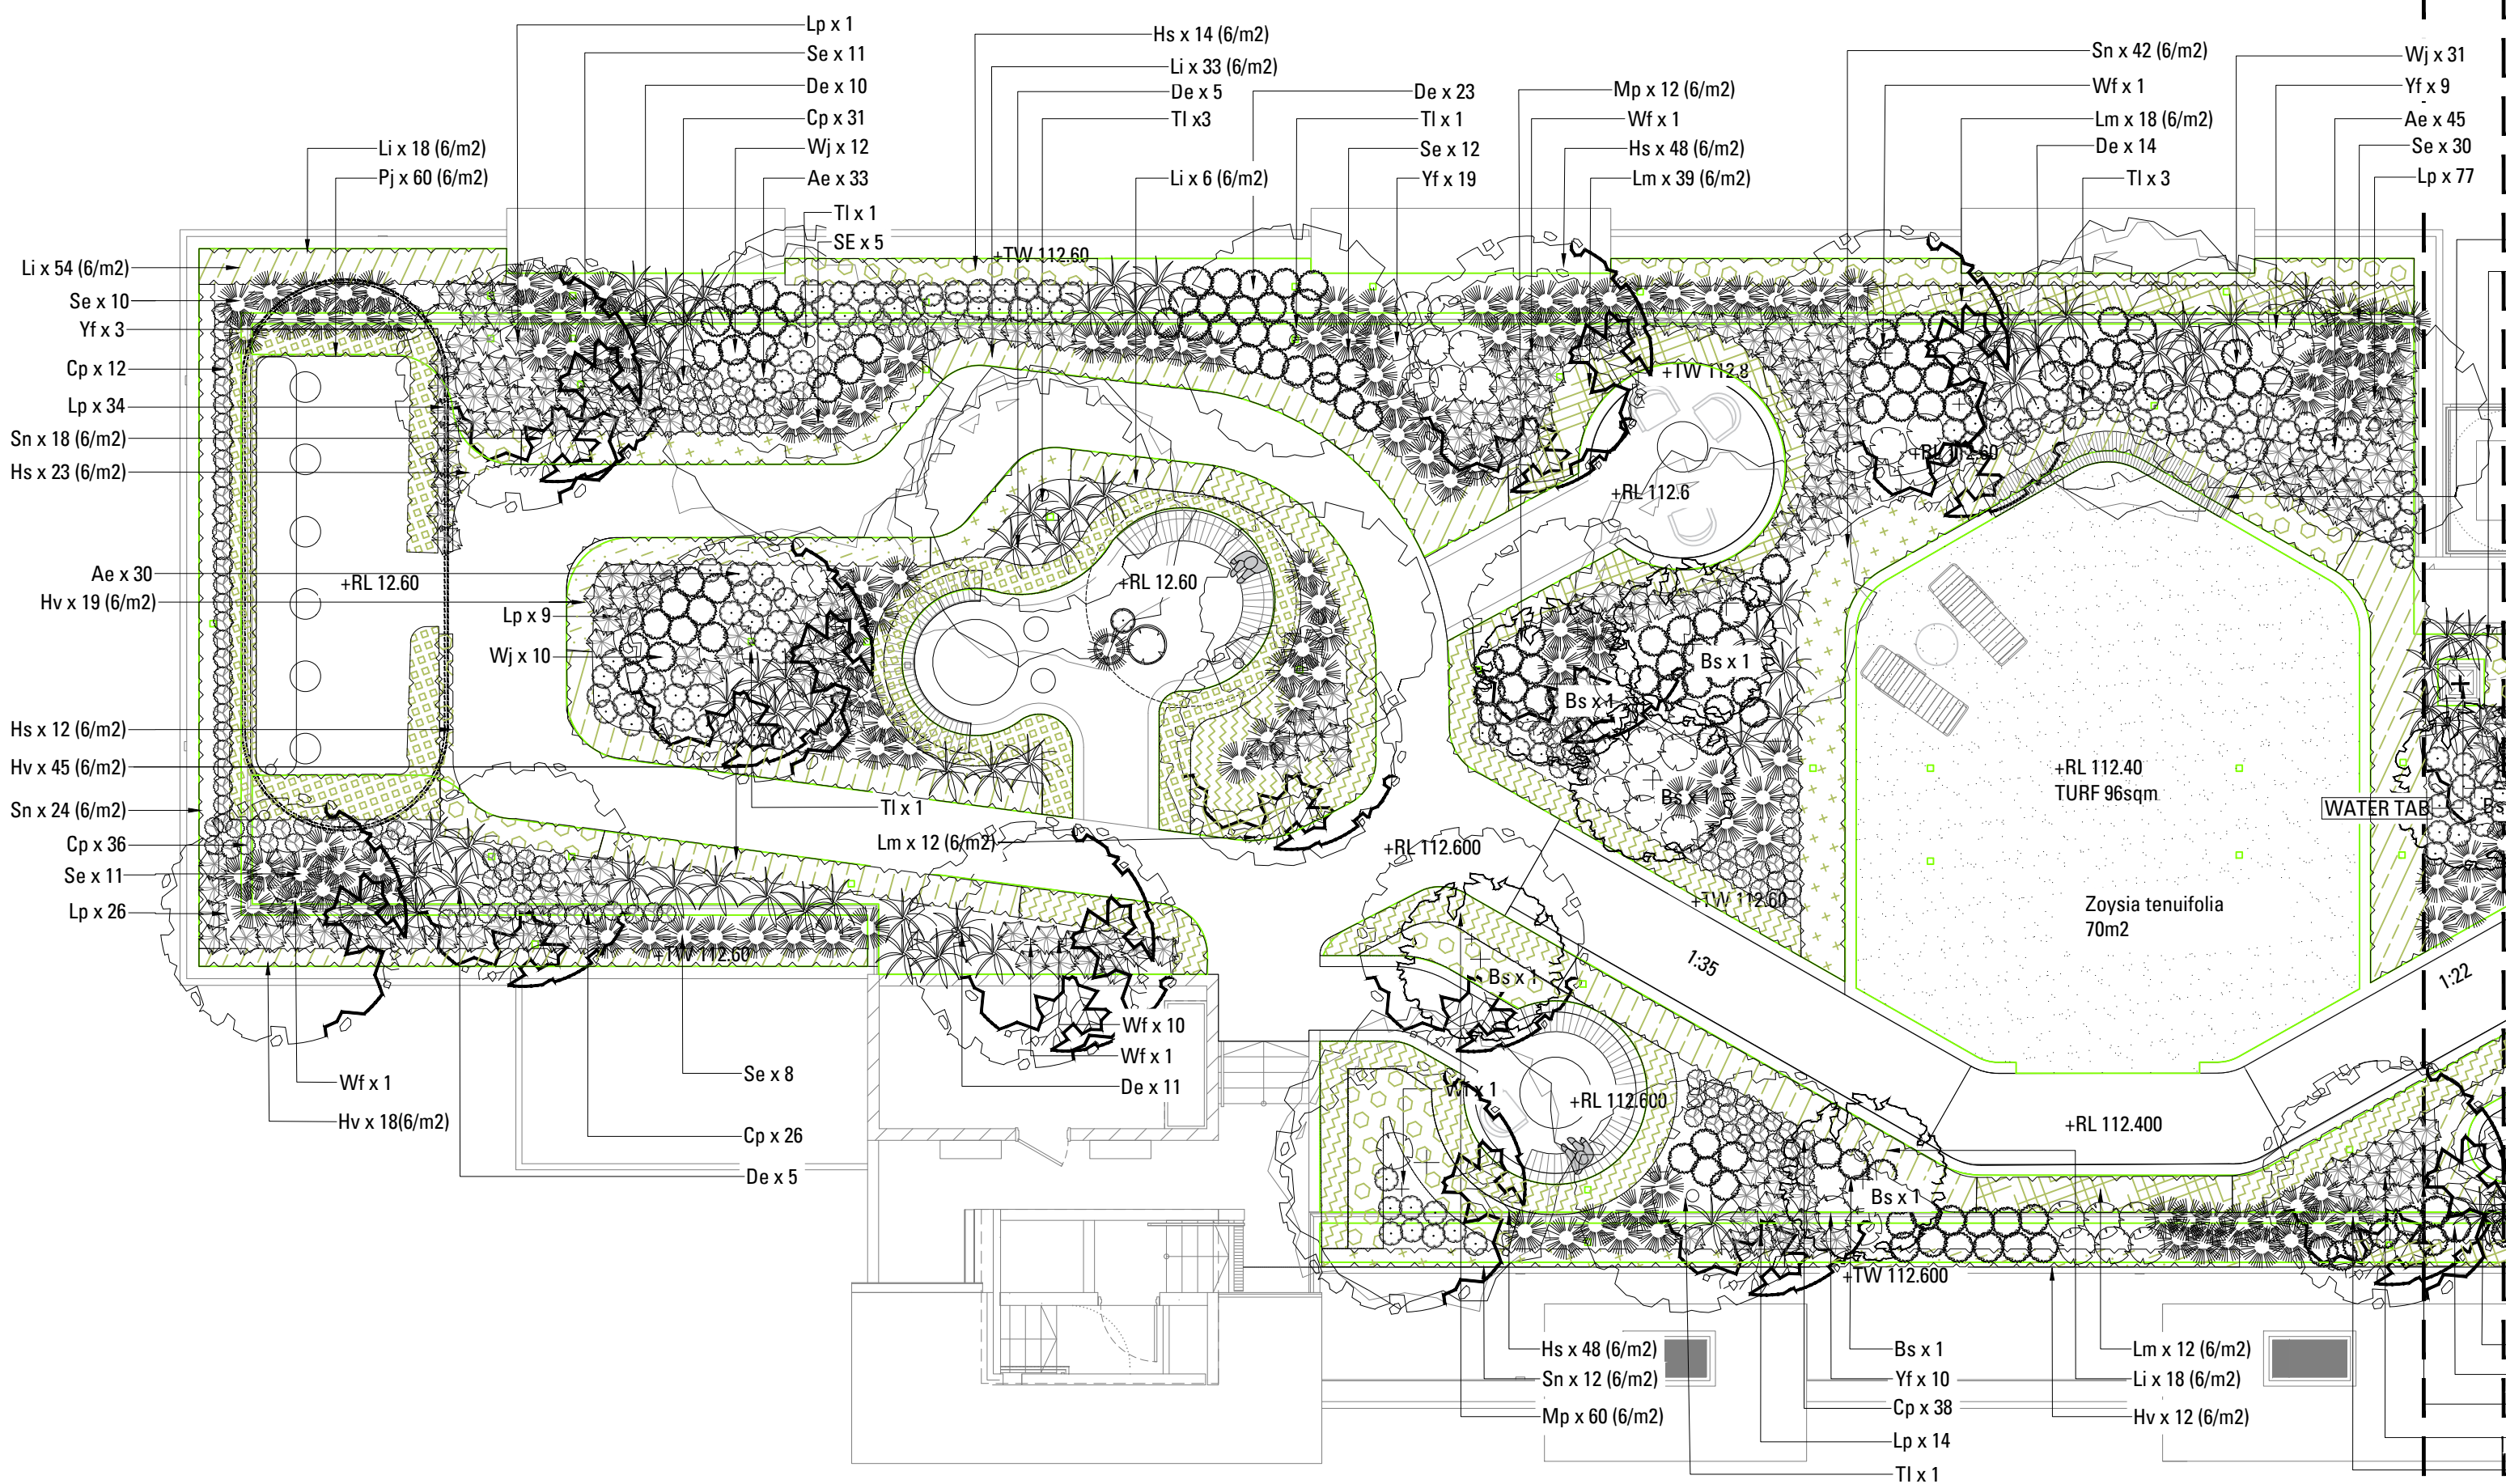 Lp x 1
Se x 11
De x 10
Cp x 31
Wj x 12
Ae x 33
Tl x 1
SE x 5
Hs x 14 (6/m2)
Li x 33 (6/m2)
De x 5
Tl x3
Li x 6 (6/m2)
De x 23
Tl x 1
Se x 12
Yf x 19
Mp x 12 (6/m2)
Wf x 1
Hs x 48 (6/m2)
Lm x 39 (6/m2)
Sn x 42 (6/m2)
Wf x 1
Lm x 18 (6/m2)
De x 14
Tl x 3
Wj x 31
Yf x 9
Ae x 45
Se x 30
Lp x 77
Li x 18 (6/m2)
Pj x 60 (6/m2)
Li x 54 (6/m2)
Se x 10
Yf x 3
Cp x 12
Lp x 34
Sn x 18 (6/m2)
Hs x 23 (6/m2)
Ae x 30
Hv x 19 (6/m2)
Lp x 9
Wj x 10
Hs x 12 (6/m2)
Hv x 45 (6/m2)
Sn x 24 (6/m2)
Cp x 36
Se x 11
Lp x 26
+TW 112.60
+TW 112.8
+RL 112.60
+RL 112.6
+RL 12.60
+RL 12.60
Bs x 1
Bs x 1
Bs x 1
Tl x 1
Lm x 12 (6/m2)
+RL 112.600
+RL 112.40
TURF 96sqm
WATER TAB
Bs
+TW 112.60
Zoysia tenuifolia
70m2
1:35
1:22
+TW 112.60
Bs x 1
Wf x 10
Wf x 1
De x 11
Wf x 1
Hv x 18(6/m2)
Se x 8
Cp x 26
De x 5
Wf x 1
+RL 112.600
+RL 112.400
Bs x 1
+TW 112.600
Hs x 48 (6/m2)
Sn x 12 (6/m2)
Mp x 60 (6/m2)
Bs x 1
Yf x 10
Cp x 38
Lp x 14
Tl x 1
Lm x 12 (6/m2)
Li x 18 (6/m2)
Hv x 12 (6/m2)